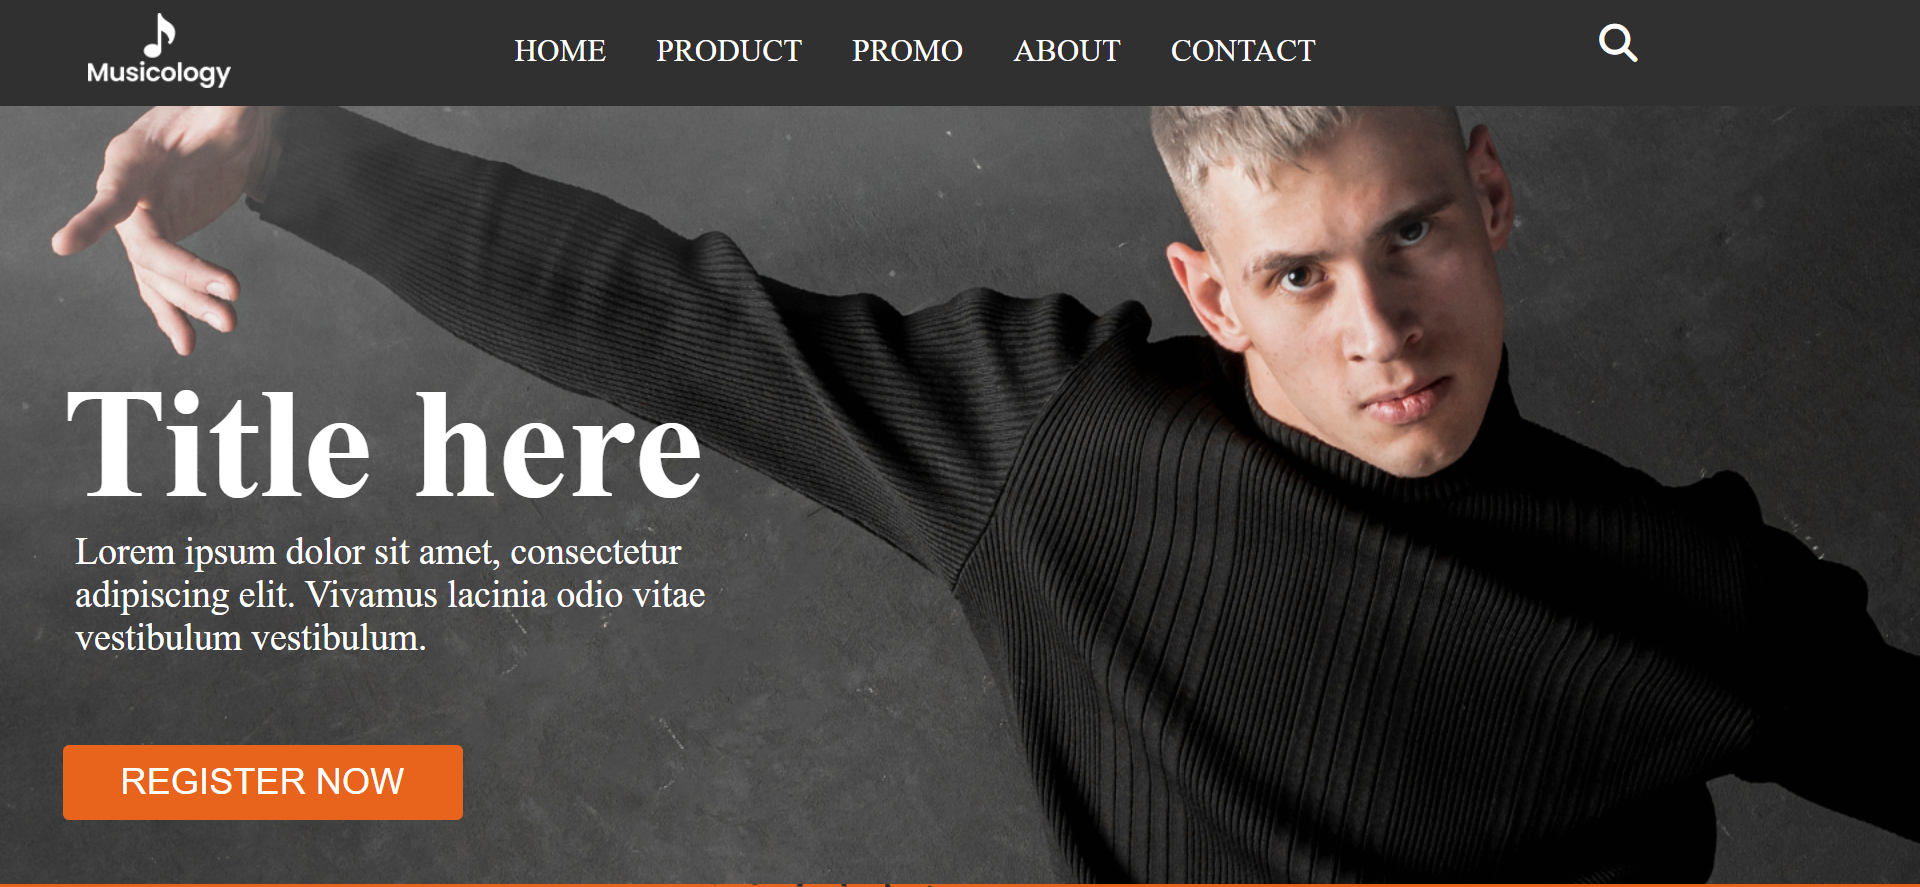 Musicology
HOME PRODUCT PROMO ABOUT CONTACT
Title here
Lorem ipsum dolor sit amet, consectetur
adipiscing elit. Vivamus lacinia odio vitae
vestibulum vestibulum.
REGISTER NOW